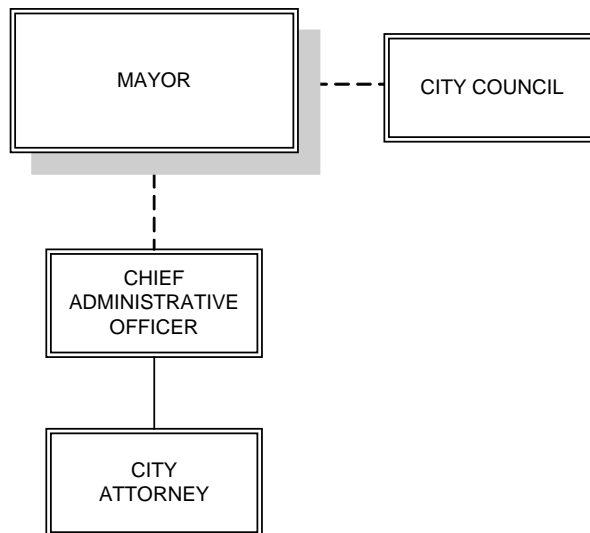 MAYOR
CITY COUNCIL
CHIEF
ADMINISTRATIVE
OFFICER
CITY
ATTORNEY